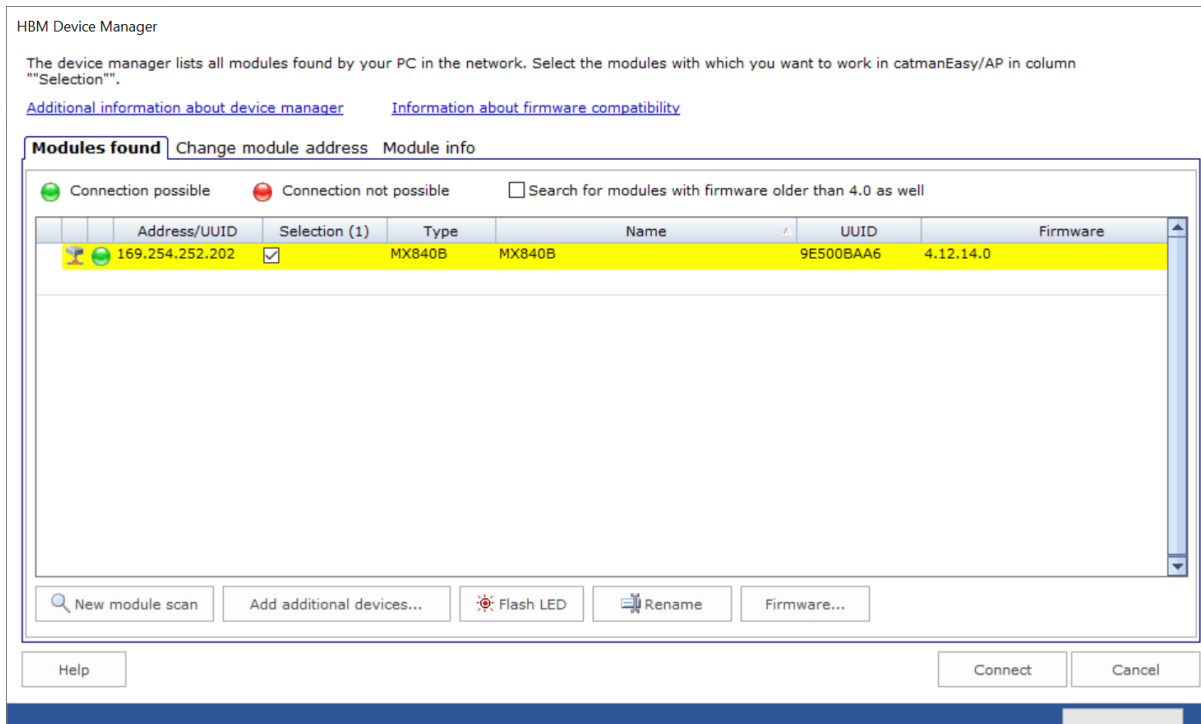 HBM Device Manager
The device manager lists all modules found by your PC in the network. Select the modules with which you want to work in catmanEasy/AP in column
""Selection"".
Additional information about device manager Information about firmware compatibility
Modules found Change module address Module info
Connection possible Connection not possible Search for modules with firmware older than 4.0 as well
Address/UUID Selection (1) Type Name UUID Firmware
169.254.252.202 MX840B MX840B 9E500BAA6 4.12.14.0
New module scan Add additional devices... Flash LED Rename Firmware...
Help Connect Cancel